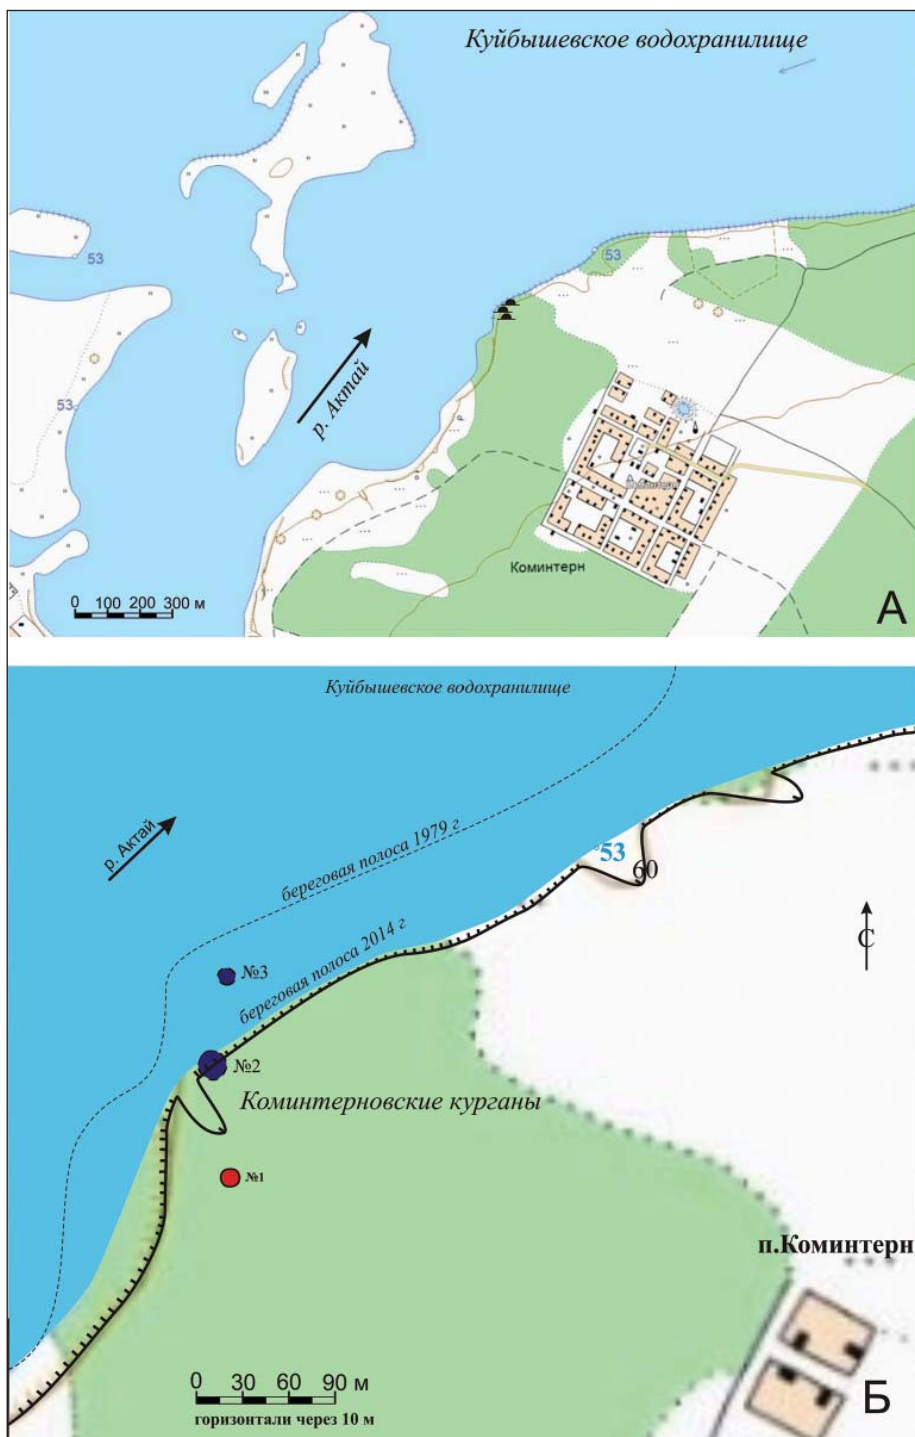 Куйбышевское водохранилище
53
53
53
р. Актай
Коминтерн
0 100 200 300 м
А
Куйбышевское водохранилище
р. Актай
береговая полоса 1979 г
53
60
береговая полоса 2014 г
С
№3
№2
Коминтерновские курганы
№1
п.Коминтерн
0 30 60 90 м
горизонтали через 10 м
Б